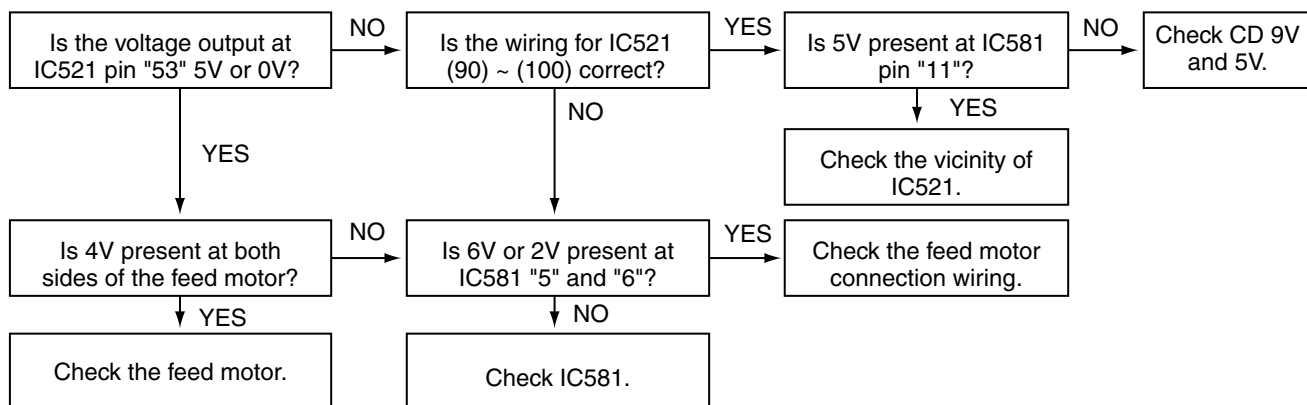 Is the voltage output at
IC521 pin "53" 5V or 0V?
NO
Is the wiring for IC521
(90) ~ (100) correct?
YES
Is 5V present at IC581
pin "11"?
NO
Check CD 9V
and 5V.
YES
NO
YES
Check the vicinity of
IC521.
Is 4V present at both
sides of the feed motor?
NO
Is 6V or 2V present at
IC581 "5" and "6"?
YES
Check the feed motor
connection wiring.
YES
NO
Check the feed motor.
Check IC581.